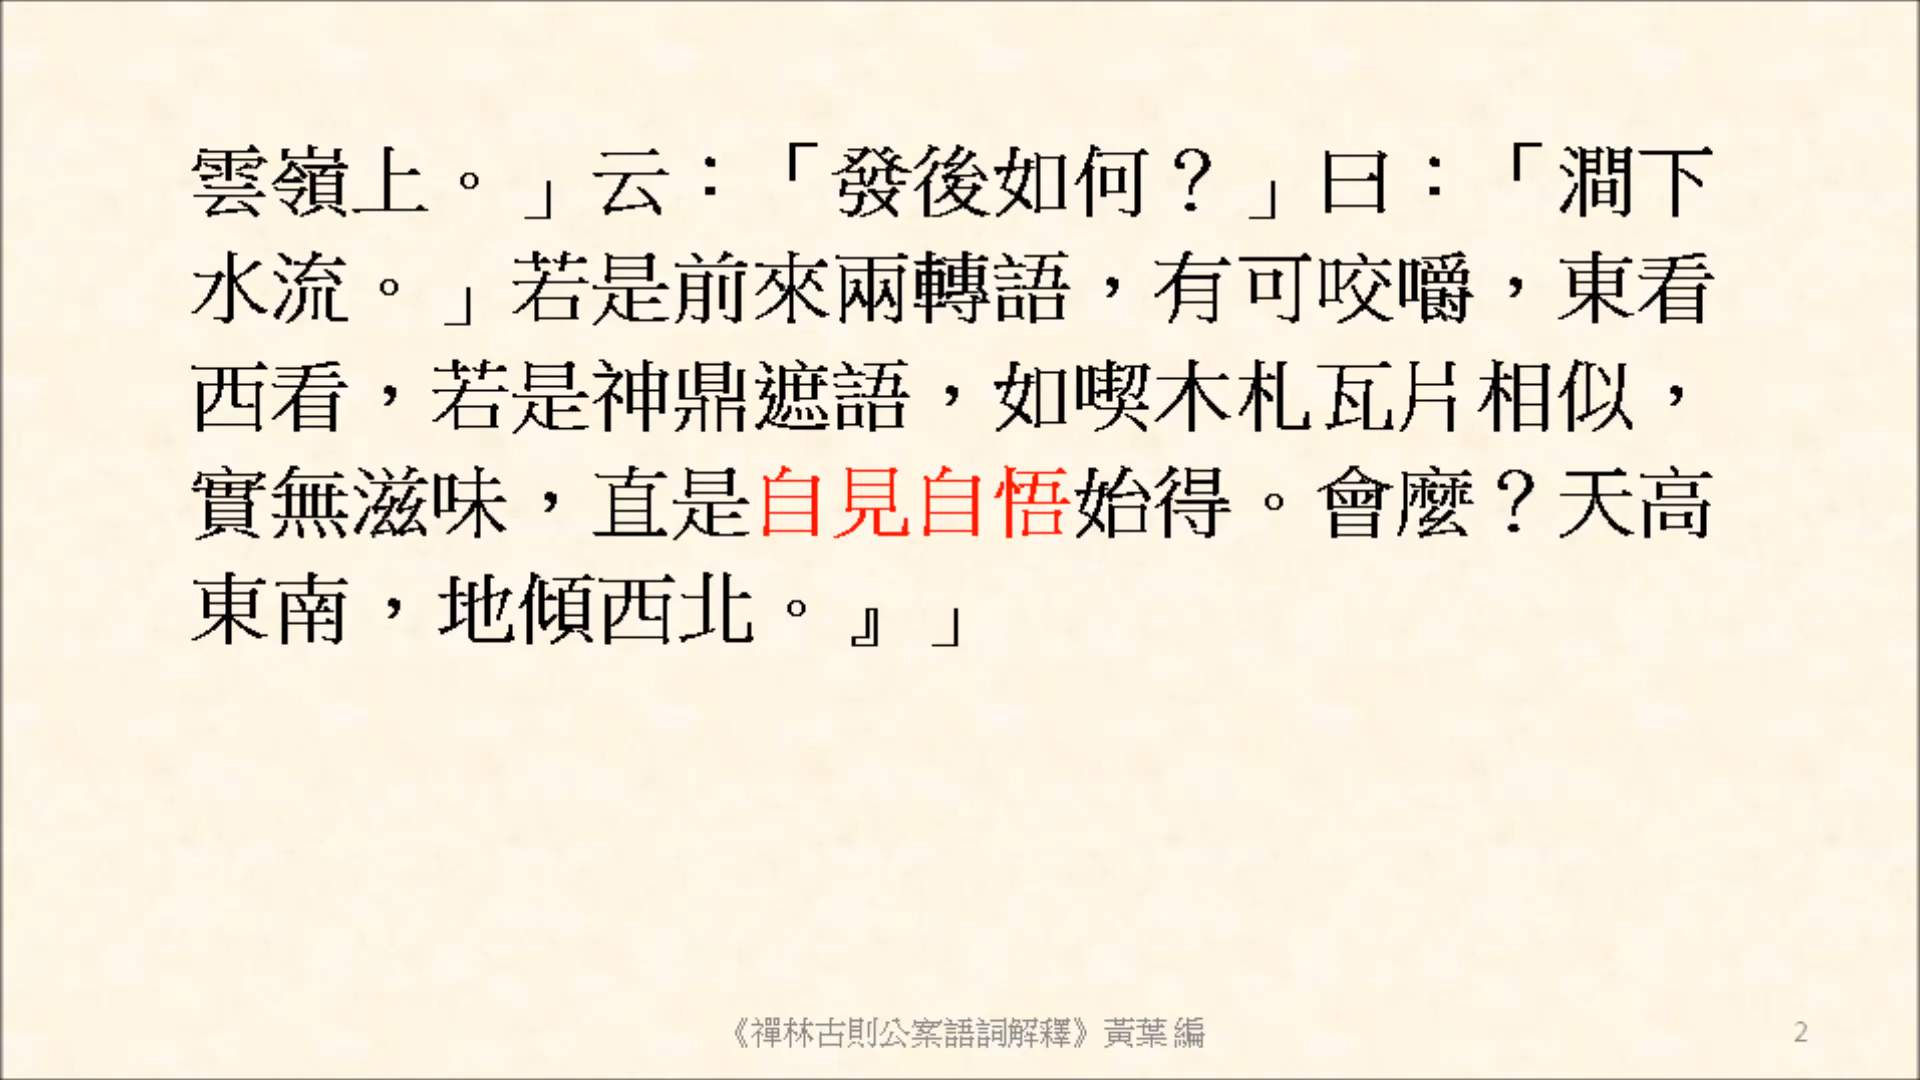 雲嶺上。」云：「發後如何？」曰：「澗下
水流。」若是前來兩轉語，有可咬嚼，東看
西看，若是神鼎遮語，如喫木札瓦片相似，
實無滋味，直是自見自悟始得。會麼？天高
東南，地傾西北。』」
《禪林古則公案語詞解釋》黃葉 編
2